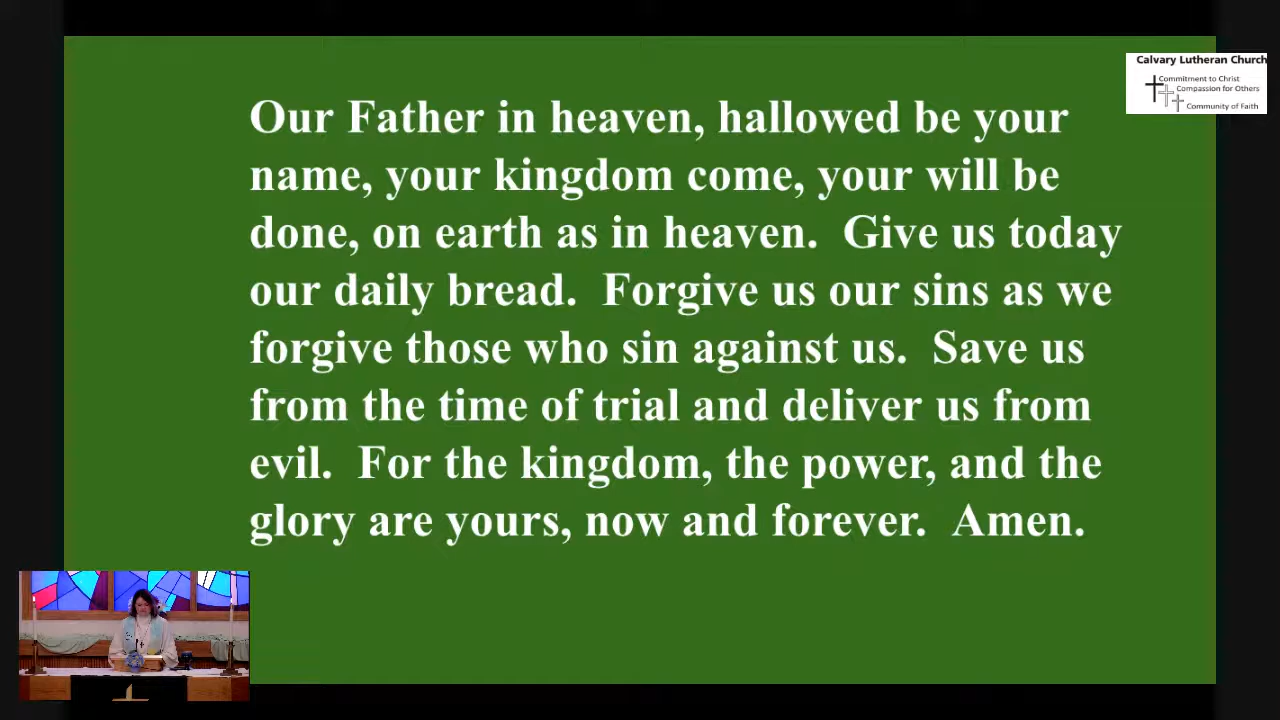 Calvary Lutheran Church
Commitment to Christ
Compassion for Others
Community of Faith
Our Father in heaven, hallowed be your
name, your kingdom come, your will be
done, on earth as in heaven.  Give us today
our daily bread.  Forgive us our sins as we
forgive those who sin against us.  Save us
from the time of trial and deliver us from
evil.  For the kingdom, the power, and the
glory are yours, now and forever.  Amen.